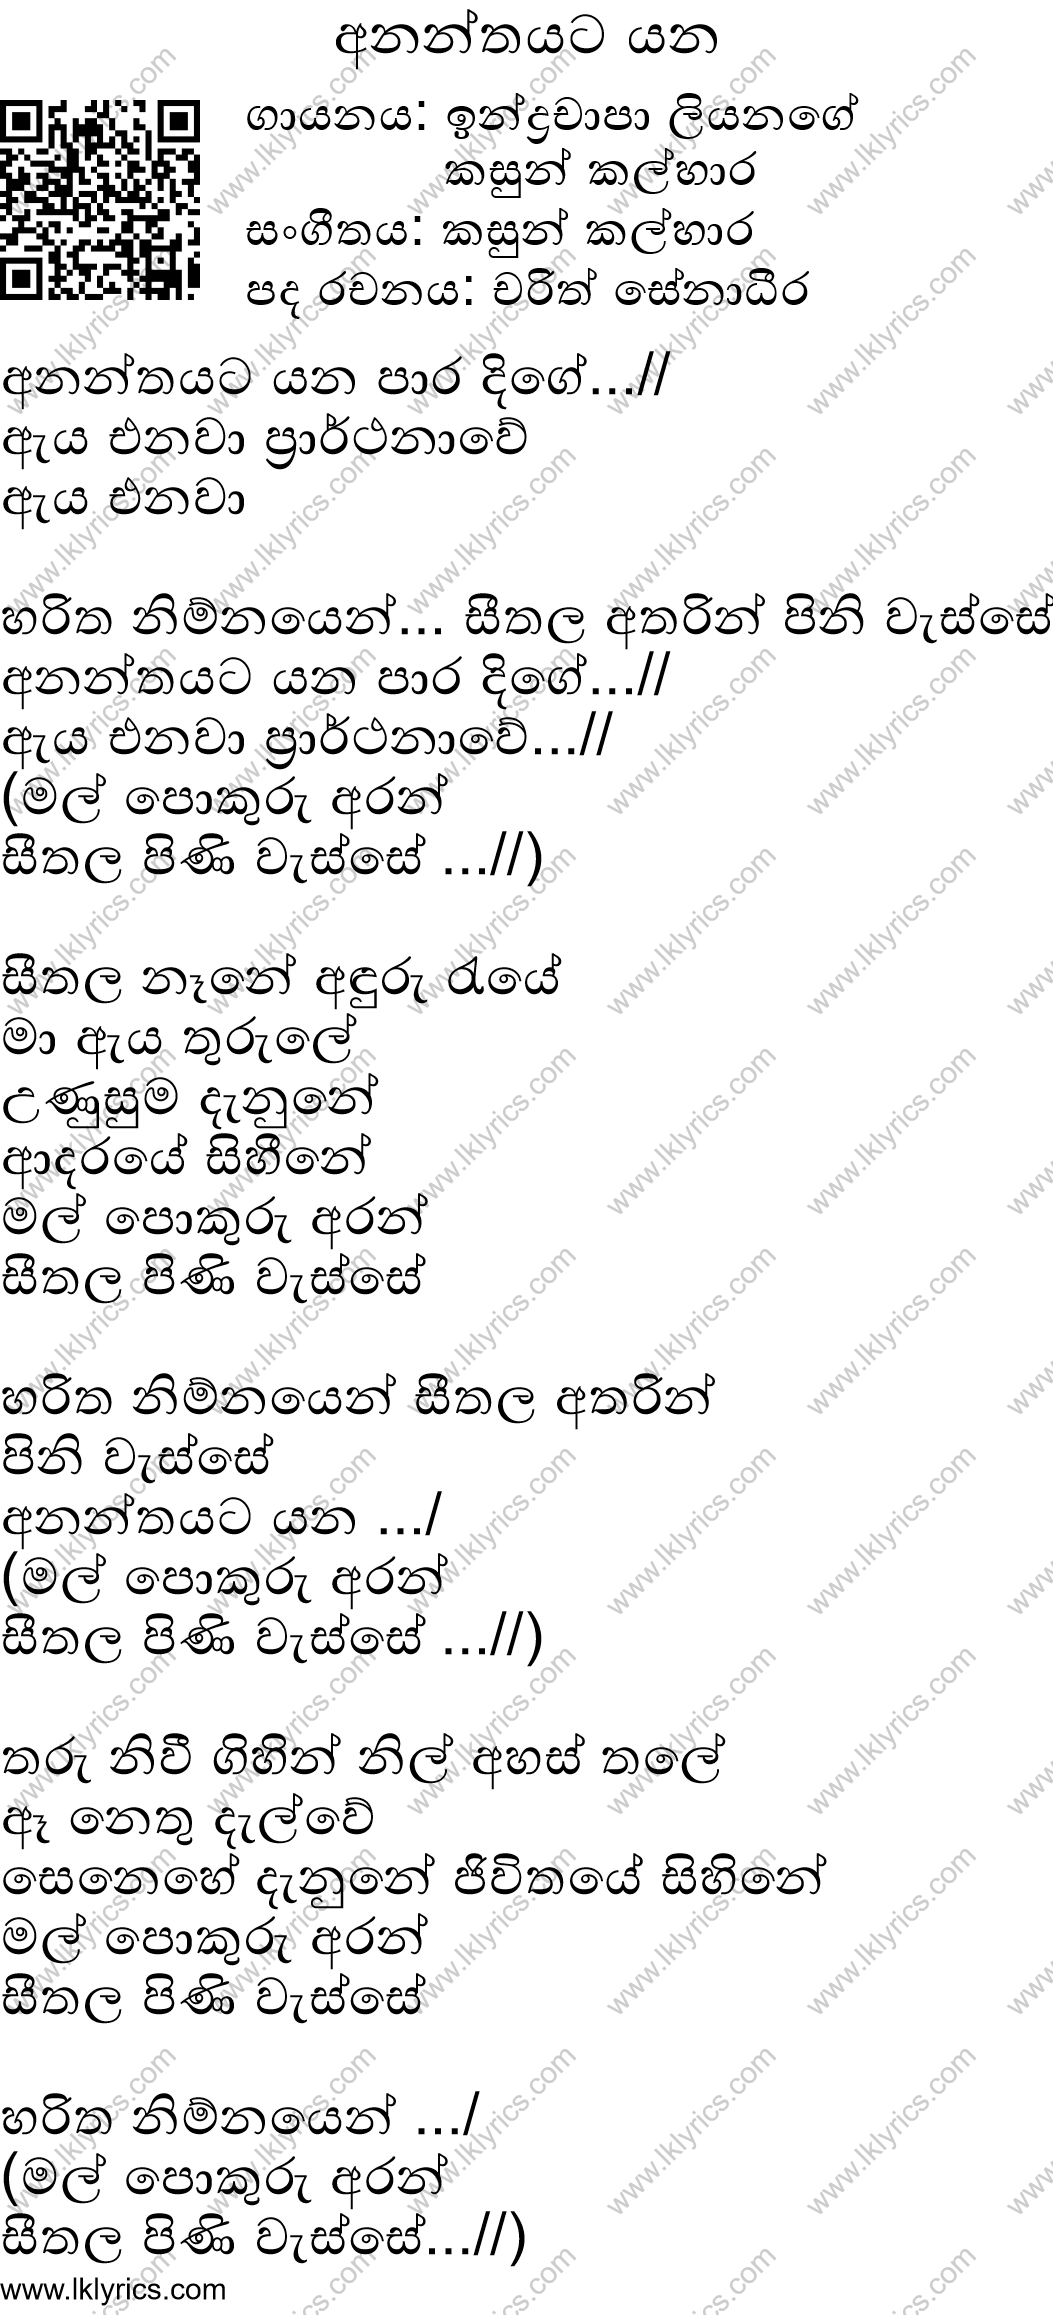 අනන්තයට යන
ගායනය: ඉන්ද්‍රචාපා ලියනගේ
කසුන් කල්හාර
සංගීතය: කසුන් කල්හාර
පද රචනය: චරිත් සේනාධීර
අනන්තයට යන පාර දිගේ...//
ඇය එනවා ප්‍රාර්ථනාවේ
ඇය එනවා
හරිත නිම්නයෙන්... සීතල අතරින් පිනි වැස්සේ
අනන්තයට යන පාර දිගේ...//
ඇය එනවා ප්‍රාර්ථනාවේ...//
(මල් පොකුරු අරන්
සීතල පිණි වැස්සේ ...//)
සීතල නෑනේ අඳුරු රැයේ
මා ඇය තුරුලේ
උණුසුම දැනුනේ
ආදරයේ සිහීනේ
මල් පොකුරු අරන්
සීතල පිණි වැස්සේ
හරිත නිම්නයෙන් සීතල අතරින්
පිනි වැස්සේ
අනන්තයට යන .../
(මල් පොකුරු අරන්
සීතල පිණි වැස්සේ ...//)
තරු නිවී ගිහින් නිල් අහස් තලේ
ඈ නෙතු දැල්වේ
සෙනෙහේ දැනුනේ ජිවිතයේ සිහිනේ
මල් පොකුරු අරන්
සීතල පිණි වැස්සේ
හරිත නිම්නයෙන් .../
(මල් පොකුරු අරන්
සීතල පිණි වැස්සේ...//)
www.lklyrics.com